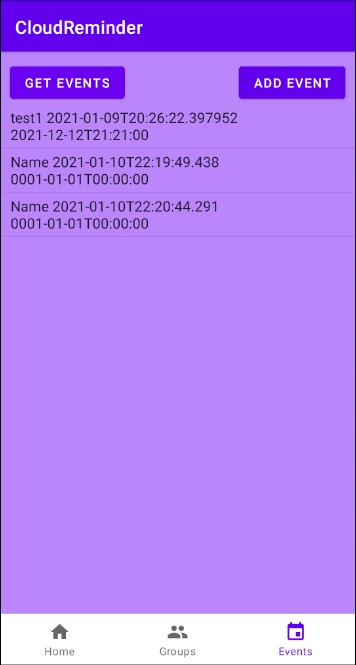 CloudReminder
GET EVENTS ADD EVENT
test1 2021-01-09T20:26:22.397952
2021-12-12T21:21:00
Name 2021-01-10T22:19:49.438
0001-01-01T00:00:00
Name 2021-01-10T22:20:44.291
0001-01-01T00:00:00
Home Groups Events